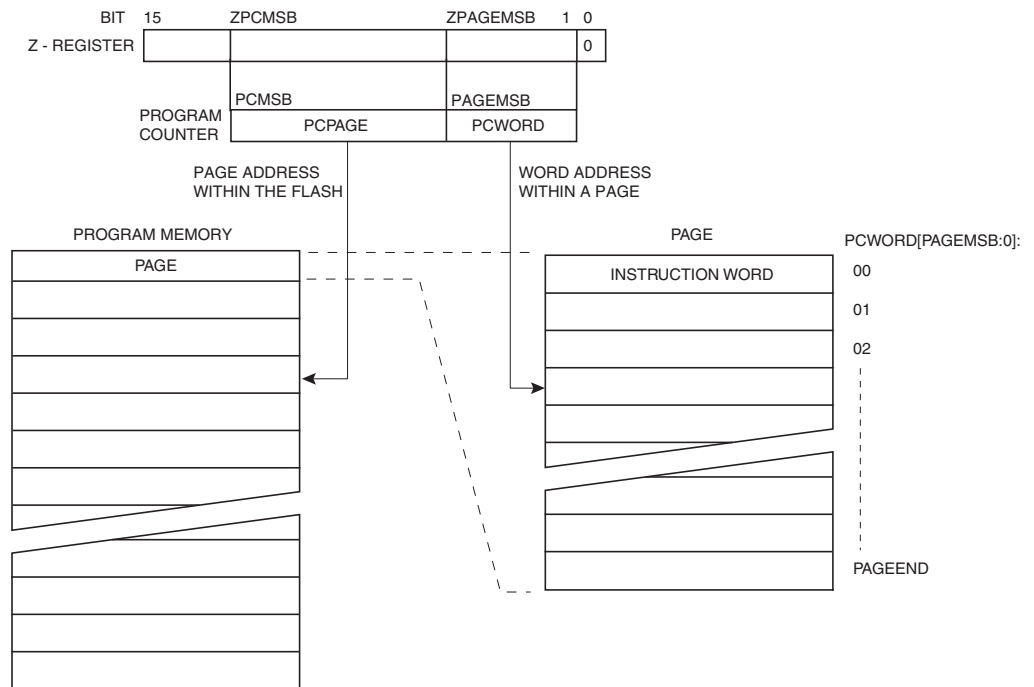 BIT 15 ZPCMSB ZPAGEMSB 1 0
Z - REGISTER 0
PCMSB PAGEMSB
PROGRAM
COUNTER
PCPAGE PCWORD
PAGE ADDRESS
WITHIN THE FLASH
WORD ADDRESS
WITHIN A PAGE
PROGRAM MEMORY
PAGE
PAGE
INSTRUCTION WORD
PCWORD[PAGEMSB:0]:
00
01
02
PAGEEND